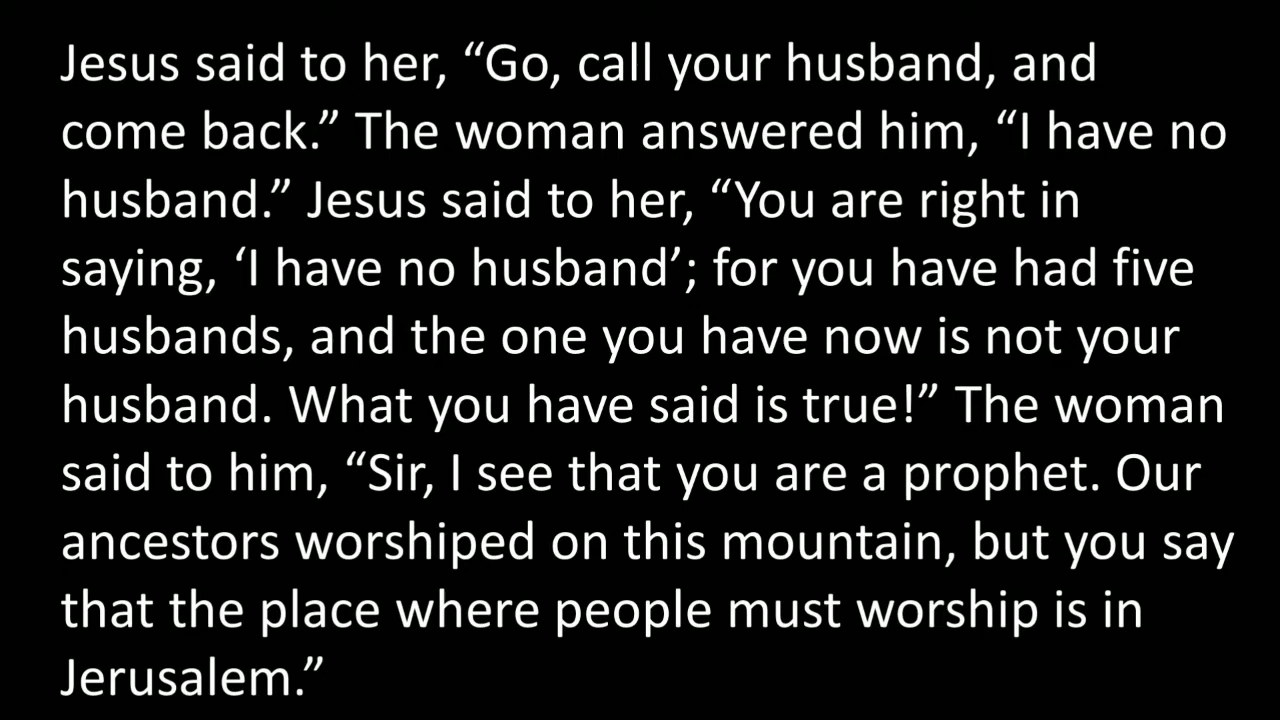 Jesus said to her, “Go, call your husband, and
come back.” The woman answered him, “I have no
husband.” Jesus said to her, “You are right in
saying, ‘I have no husband’; for you have had five
husbands, and the one you have now is not your
husband. What you have said is true!” The woman
said to him, “Sir, I see that you are a prophet. Our
ancestors worshiped on this mountain, but you say
that the place where people must worship is in
Jerusalem.”